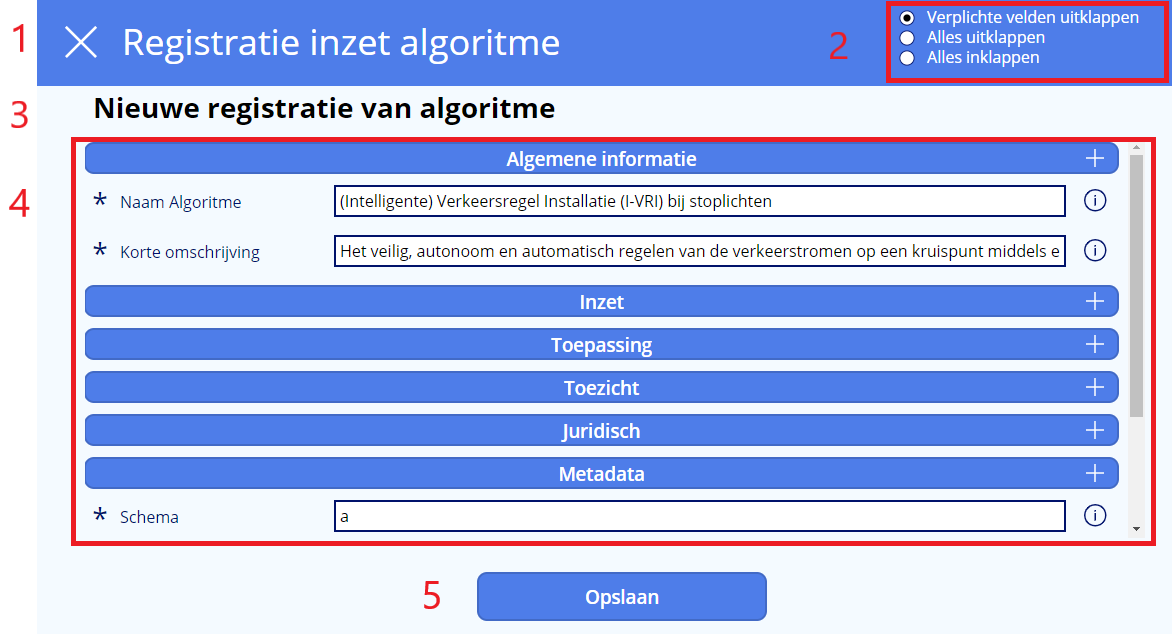 1
Registratie inzet algoritme
2
Verplichte velden uitklappen
Alles uitklappen
Alles inklappen
3
Nieuwe registratie van algoritme
Algemene informatie
4
* Naam Algoritme (Intelligente) Verkeersregel Installatie (I-VRI) bij stoplichten
* Korte omschrijving Het veilig, autonoom en automatisch regelen van de verkeerstromen op een kruispunt middels e
Inzet
Toepassing
Toezicht
Juridisch
Metadata
* Schema a
5
Opslaan